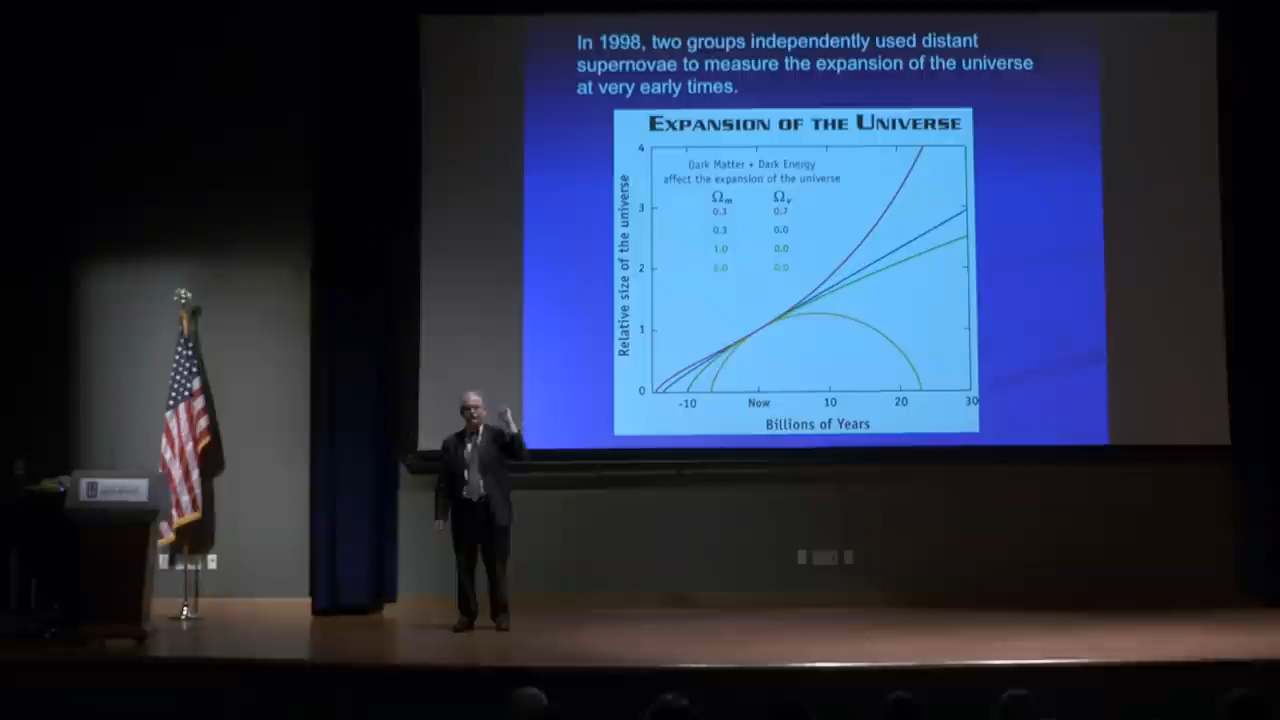 In 1998, two groups independently used distant
supernovae to measure the expansion of the universe
at very early times.
EXPANSION OF THE UNIVERSE
Dark Matter + Dark Energy
affect the expansion of the universe
Ωm Ωv
0.3 0.7
0.3 0.0
1.0 0.0
0.0
Relative size of the universe
4
3
2
1
0
-10 Now 10 20 30
Billions of Years